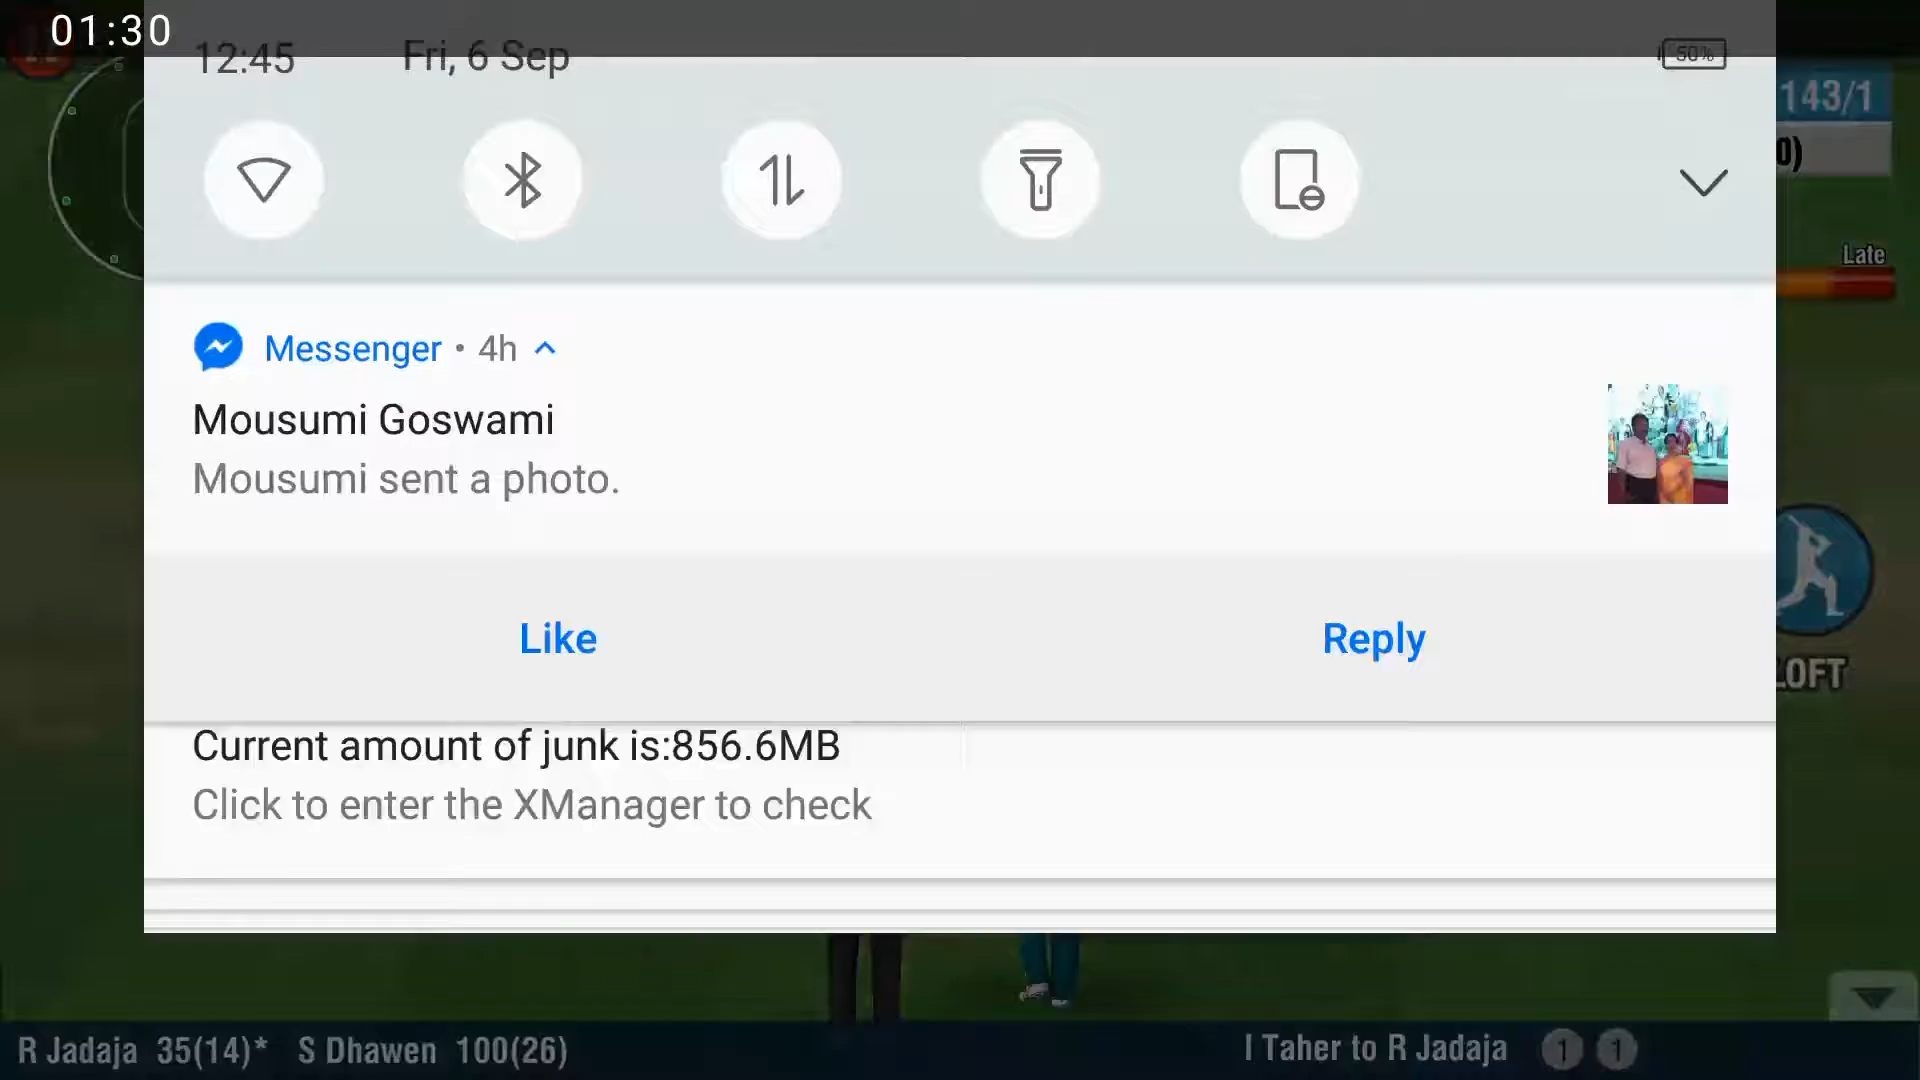 01:30
12:45 Fri, 6 Sep 50%
143/1
0)
Late
Messenger • 4h
Mousumi Goswami
Mousumi sent a photo.
Like Reply
LOFT
Current amount of junk is:856.6MB
Click to enter the XManager to check
R Jadaja 35(14)* S Dhawen 100(26) I Taher to R Jadaja 1 1